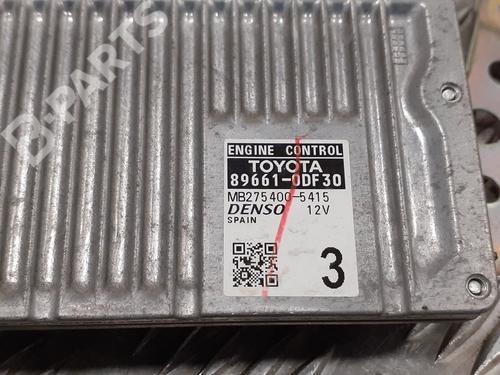 B-PARTS
ENGINE CONTROL
TOYOTA
89661-0DF30
MB275400-5415
DENSO 12V
SPAIN
3